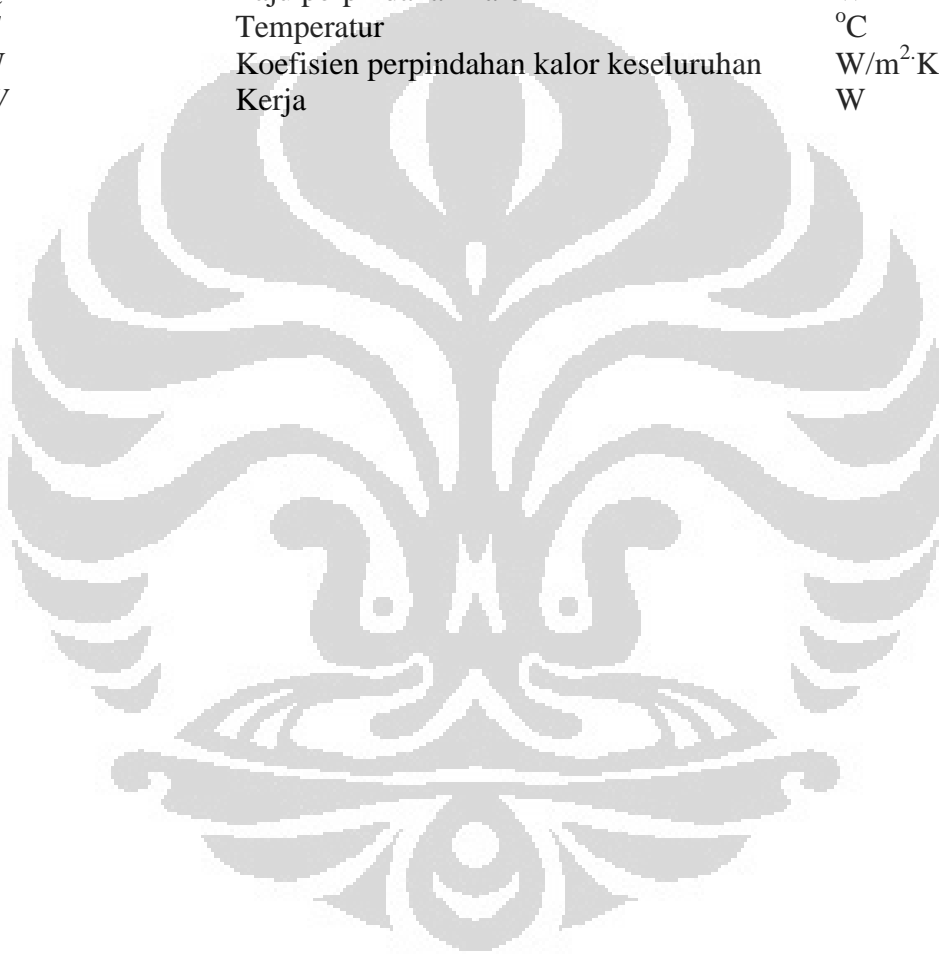 Temperatur °C
Koefisien perpindahan kalor keseluruhan W/m²·K
Kerja W